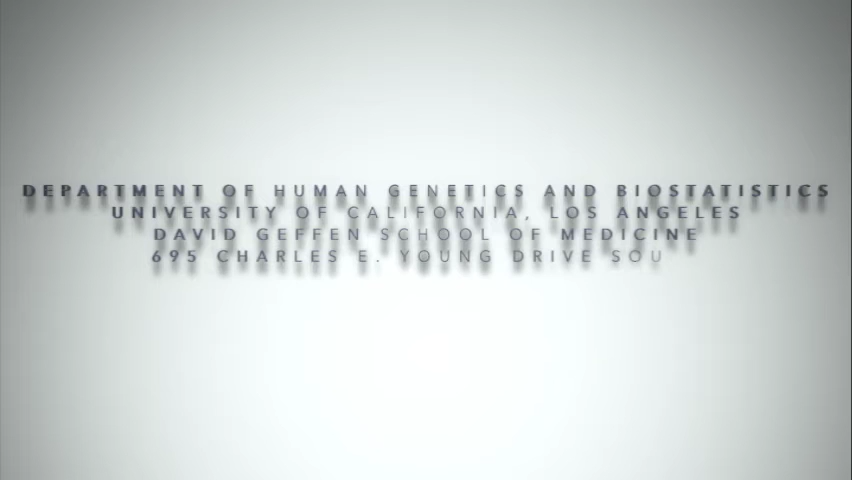 DEPARTMENT OF HUMAN GENETICS AND BIOSTATISTICS
UNIVERSITY OF CALIFORNIA, LOS ANGELES
DAVID GEFFEN SCHOOL OF MEDICINE
695 CHARLES E. YOUNG DRIVE SOU